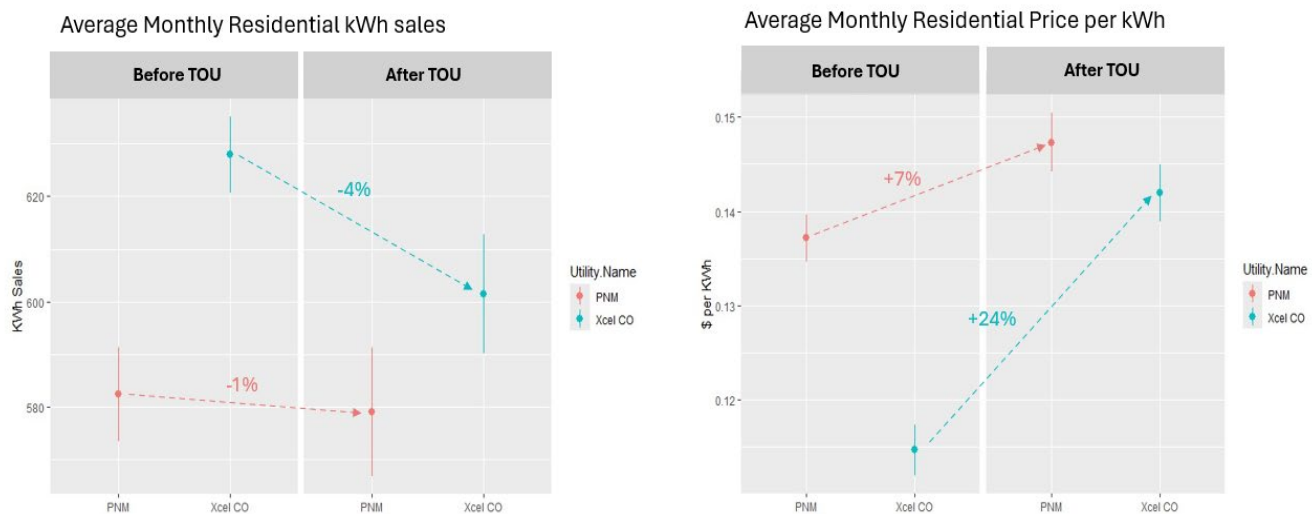 Average Monthly Residential kWh sales
Before TOU
After TOU
KWh Sales
620
600
580
-4%
-1%
PNM
Xcel CO
PNM
Xcel CO
Utility.Name
PNM
Xcel CO
Average Monthly Residential Price per kWh
Before TOU
After TOU
$ per KWh
0.15
0.14
0.13
0.12
+7%
+24%
PNM
Xcel CO
PNM
Xcel CO
Utility.Name
PNM
Xcel CO